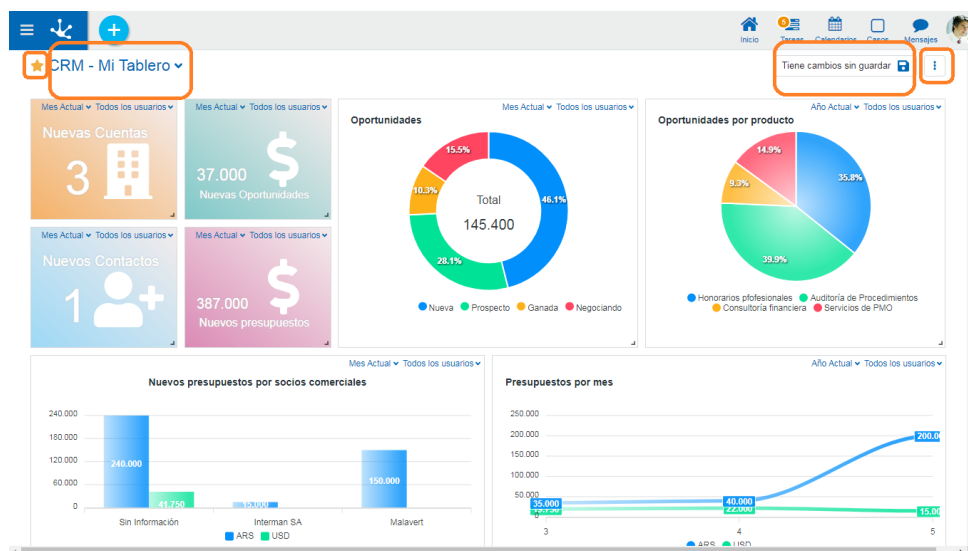 5
Inicio Tareas Calendarios Casos Mensajes
CRM - Mi Tablero
Tiene cambios sin guardar
Mes Actual Todos los usuarios
Nuevas Cuentas
3
Mes Actual Todos los usuarios
37.000
Nuevas Oportunidades
Mes Actual Todos los usuarios
Nuevos Contactos
1
Mes Actual Todos los usuarios
387.000
Nuevos presupuestos
Mes Actual Todos los usuarios
Oportunidades
15.5%
10.3%
46.1%
28.1%
Total
145.400
Nueva Prospecto Ganada Negociando
Año Actual Todos los usuarios
Oportunidades por producto
14.9%
9.3%
35.8%
39.9%
Honorarios pfofesionales Auditoría de Procedimientos
Consultoría financiera Servicios de PMO
Mes Actual Todos los usuarios
Nuevos presupuestos por socios comerciales
240.000
180.000
120.000
60.000
0
240.000
11.750
15.000
150.000
Sin Información Interman SA Malavert
ARS USD
Año Actual Todos los usuarios
Presupuestos por mes
250.000
200.000
150.000
100.000
50.000
0
35.000
40.000
22.000
3 4 5
ARS USD